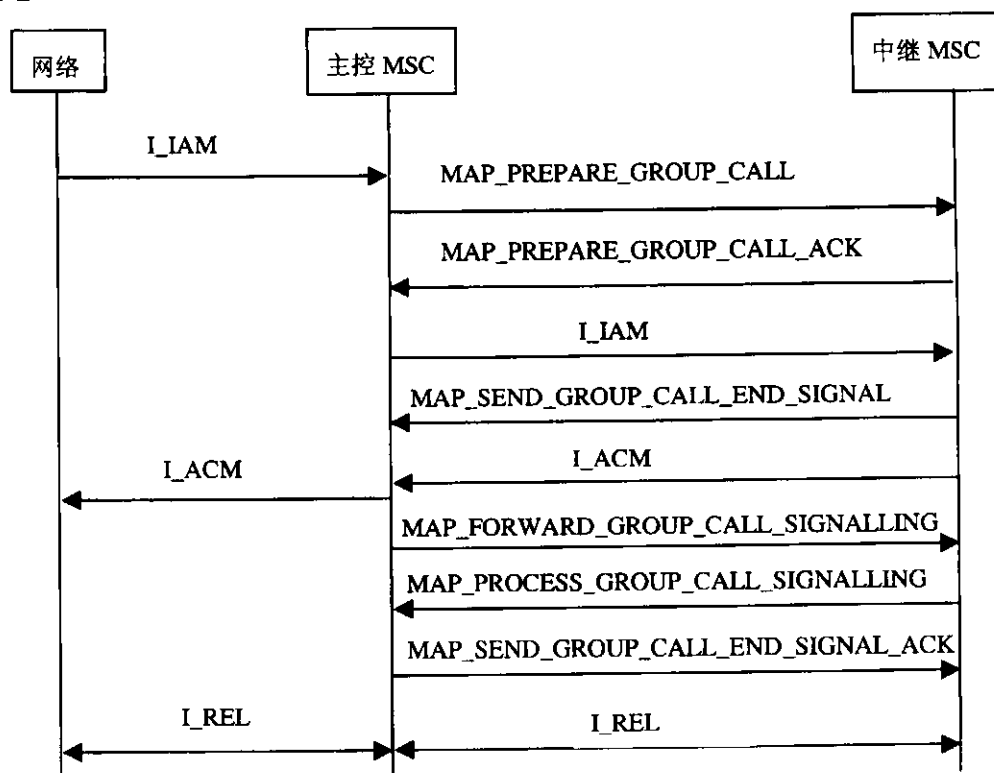 网络
主控 MSC
中继 MSC
I_IAM
MAP_PREPARE_GROUP_CALL
MAP_PREPARE_GROUP_CALL_ACK
I_IAM
MAP_SEND_GROUP_CALL_END_SIGNAL
I_ACM
I_ACM
MAP_FORWARD_GROUP_CALL_SIGNALLING
MAP_PROCESS_GROUP_CALL_SIGNALLING
MAP_SEND_GROUP_CALL_END_SIGNAL_ACK
I_REL
I_REL